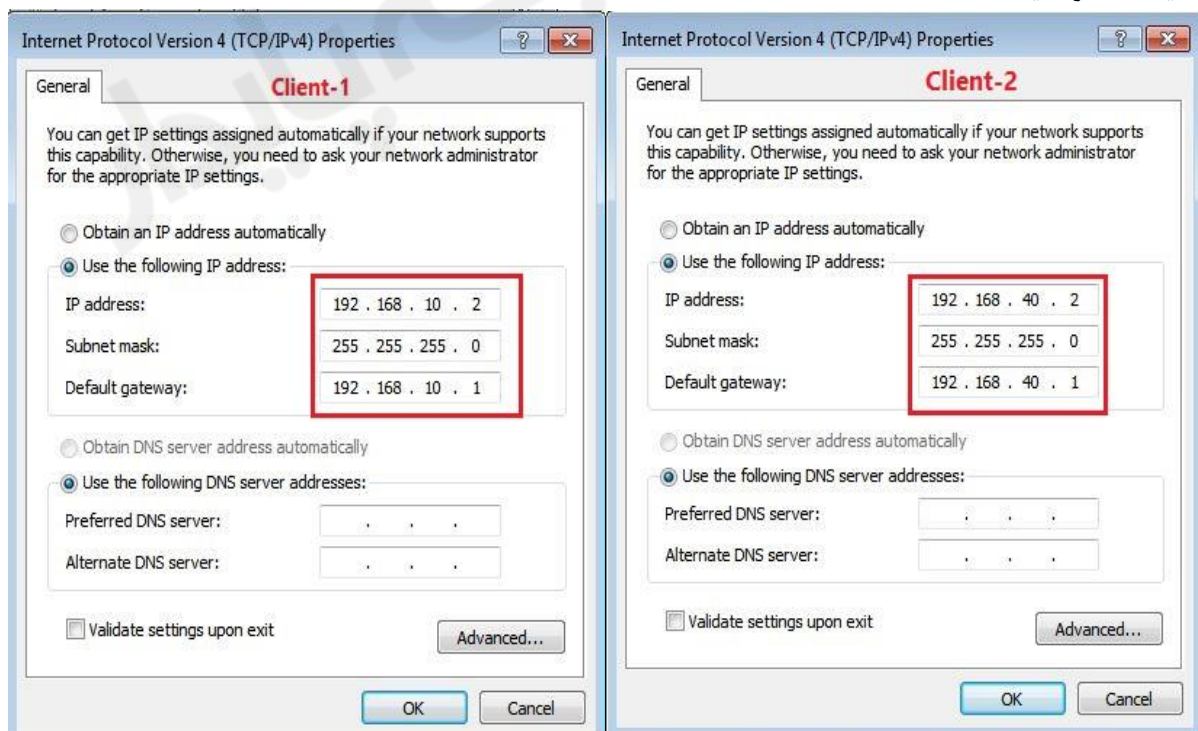 Internet Protocol Version 4 (TCP/IPv4) Properties
General
Client-1
You can get IP settings assigned automatically if your network supports
this capability. Otherwise, you need to ask your network administrator
for the appropriate IP settings.
Obtain an IP address automatically
Use the following IP address:
IP address: 192 . 168 . 10 . 2
Subnet mask: 255 . 255 . 255 . 0
Default gateway: 192 . 168 . 10 . 1
Obtain DNS server address automatically
Use the following DNS server addresses:
Preferred DNS server: . . .
Alternate DNS server: . . .
Validate settings upon exit
Advanced...
OK Cancel
Internet Protocol Version 4 (TCP/IPv4) Properties
General
Client-2
You can get IP settings assigned automatically if your network supports
this capability. Otherwise, you need to ask your network administrator
for the appropriate IP settings.
Obtain an IP address automatically
Use the following IP address:
IP address: 192 . 168 . 40 . 2
Subnet mask: 255 . 255 . 255 . 0
Default gateway: 192 . 168 . 40 . 1
Obtain DNS server address automatically
Use the following DNS server addresses:
Preferred DNS server: . . .
Alternate DNS server: . . .
Validate settings upon exit
Advanced...
OK Cancel